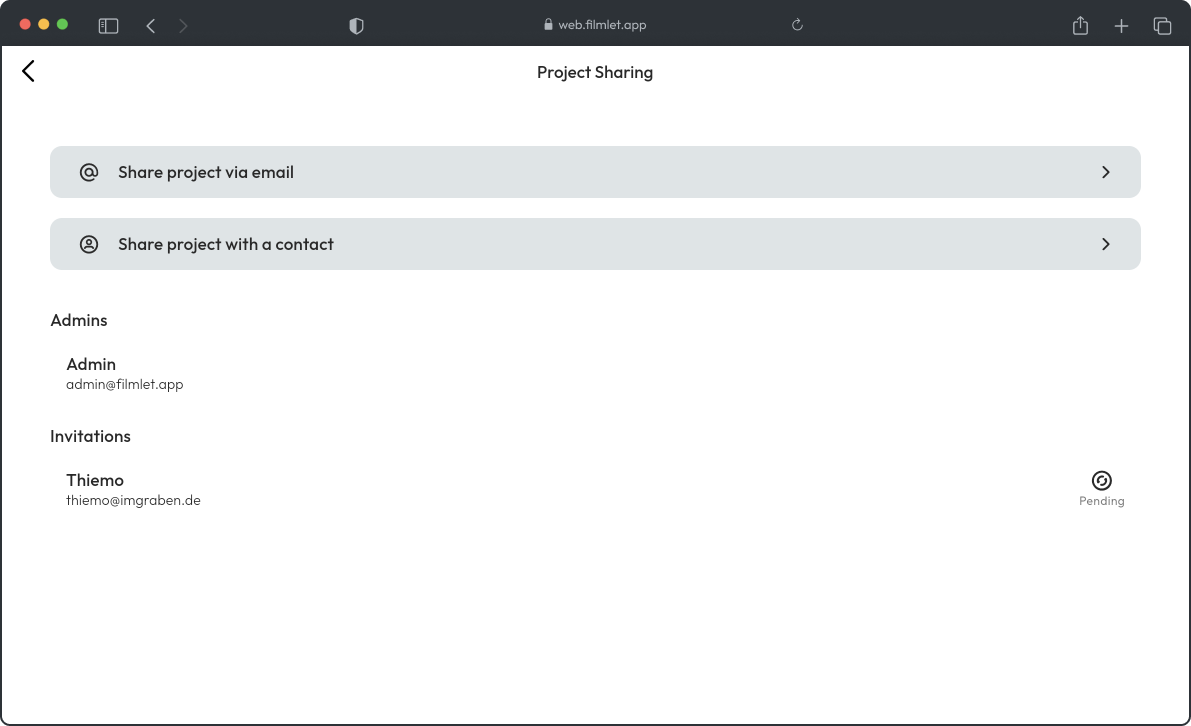 web.filmlet.app
Project Sharing
Share project via email
Share project with a contact
Admins
Admin
admin@filmlet.app
Invitations
Thiemo
thiemo@imgraben.de
Pending